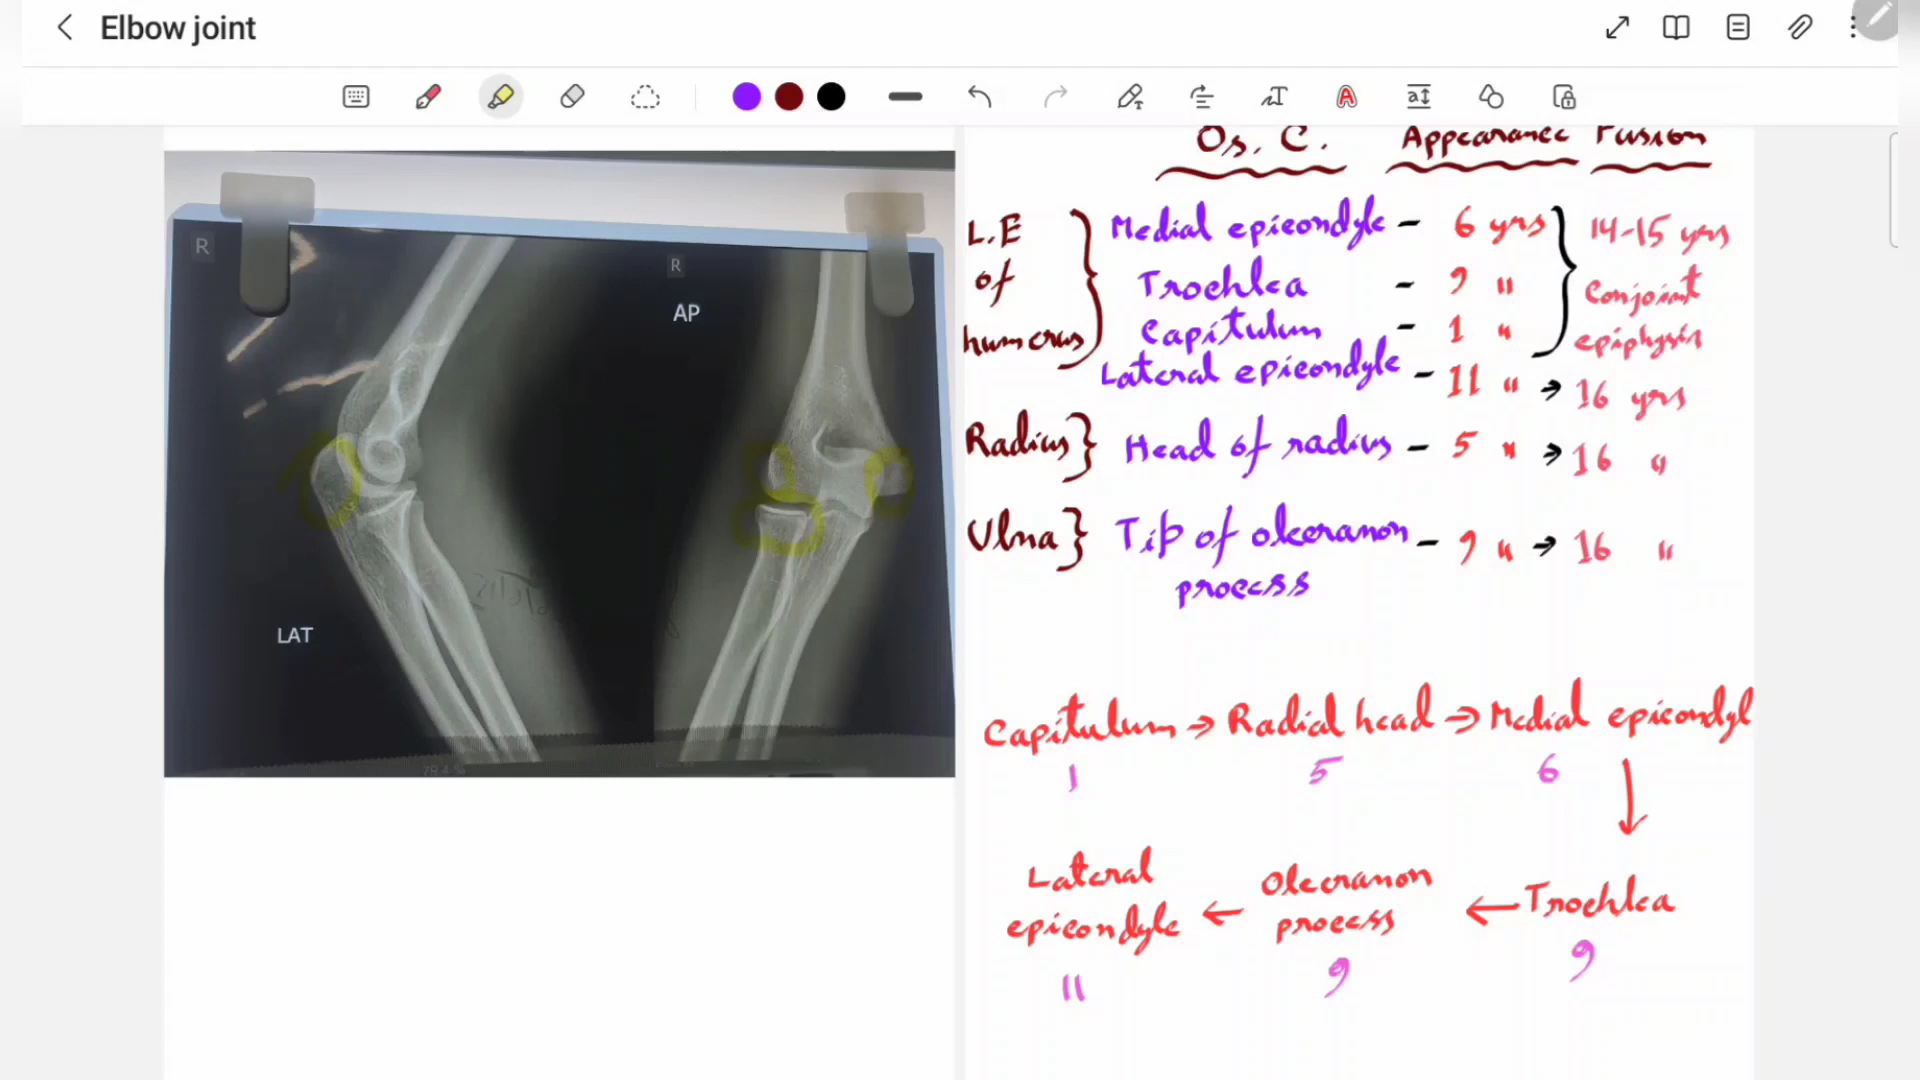 Elbow joint
Os. C. Appearance Fusion
L.E of humerus } Medial epicondyle - 6 yrs } 14-15 yrs
Trochlea - 9 "
Conjoint epiphysis
Capitulum - 1 "
Lateral epicondyle - 11 " → 16 yrs
Radius } Head of radius - 5 " → 16 "
Ulna } Tip of olecranon process - 9 " → 16 "
Capitulum → Radial head → Medial epicondyl
1 5 6
↓
Lateral epicondyle ← Olecranon process ← Trochlea
11 9 9
R
R
AP
LAT
78.4 %